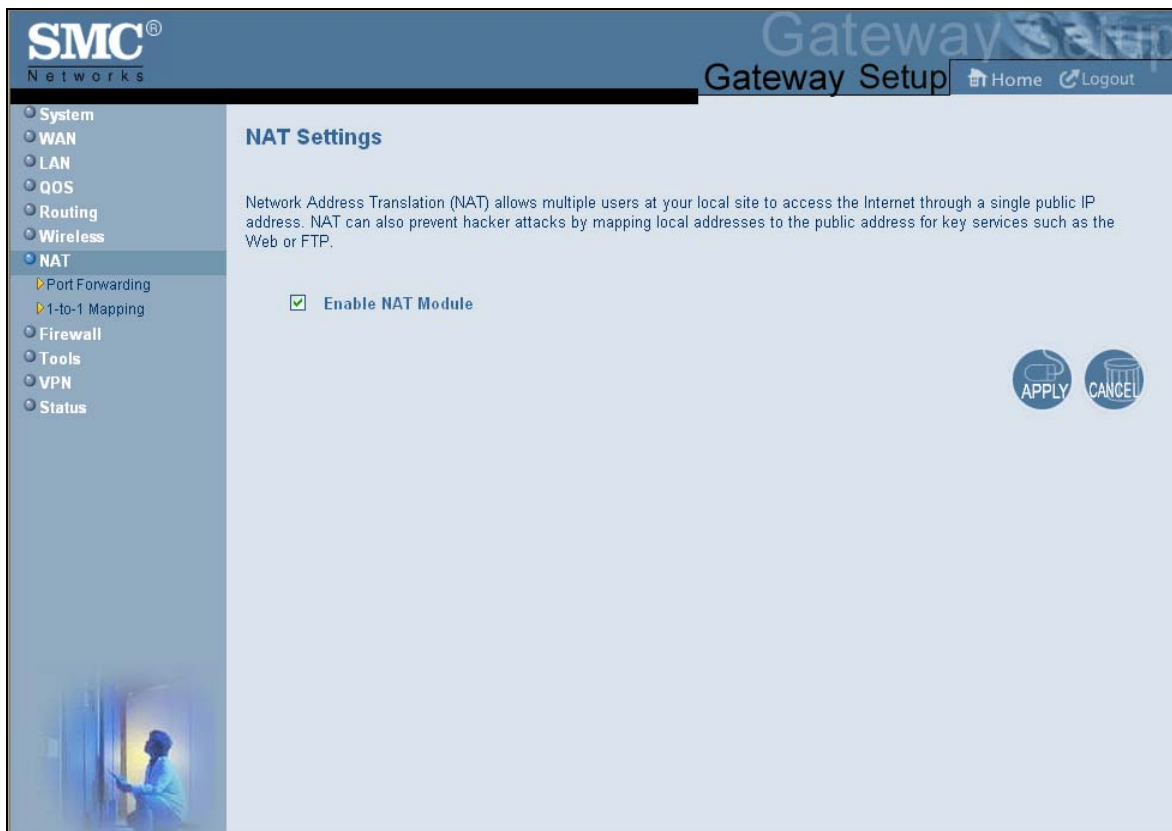 SMC®
Networks
Gateway Setup
Gateway Setup
Home
Logout
System
WAN
LAN
QOS
Routing
Wireless
NAT
Port Forwarding
1-to-1 Mapping
Firewall
Tools
VPN
Status
NAT Settings
Network Address Translation (NAT) allows multiple users at your local site to access the Internet through a single public IP
address. NAT can also prevent hacker attacks by mapping local addresses to the public address for key services such as the
Web or FTP.
Enable NAT Module
APPLY
CANCEL